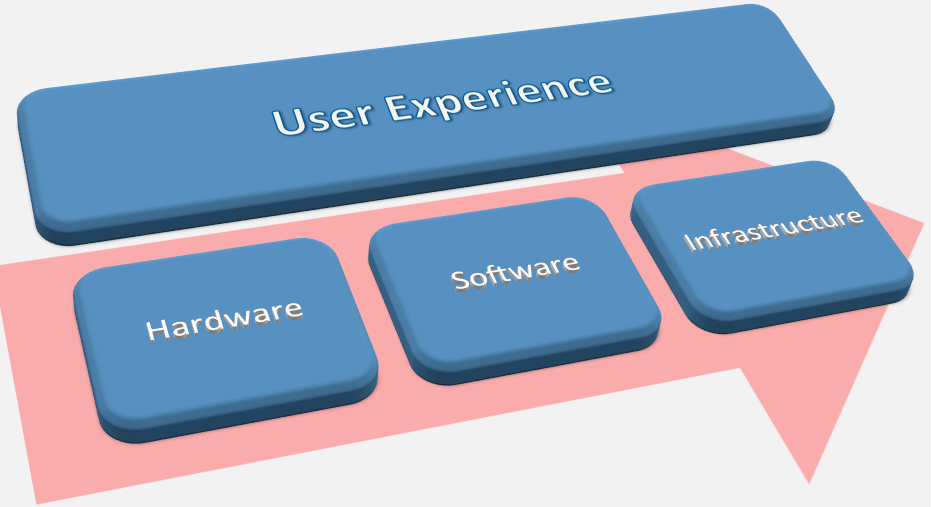 User Experience
Hardware
Software
Infrastructure